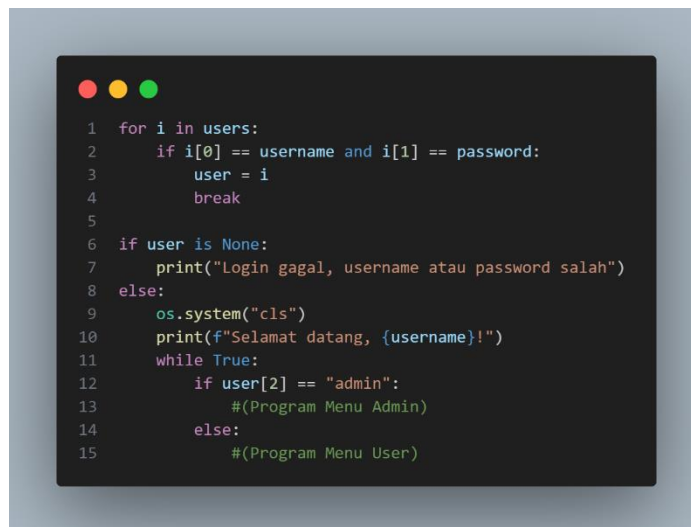 1 for i in users:
2     if i[0] == username and i[1] == password:
3         user = i
4         break
5
6 if user is None:
7     print("Login gagal, username atau password salah")
8 else:
9     os.system("cls")
10     print(f"Selamat datang, {username}!")
11     while True:
12         if user[2] == "admin":
13             #(Program Menu Admin)
14         else:
15             #(Program Menu User)